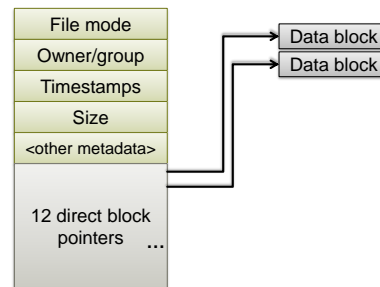 File mode
Owner/group
Timestamps
Size
<other metadata>
12 direct block
pointers ...
Data block
Data block